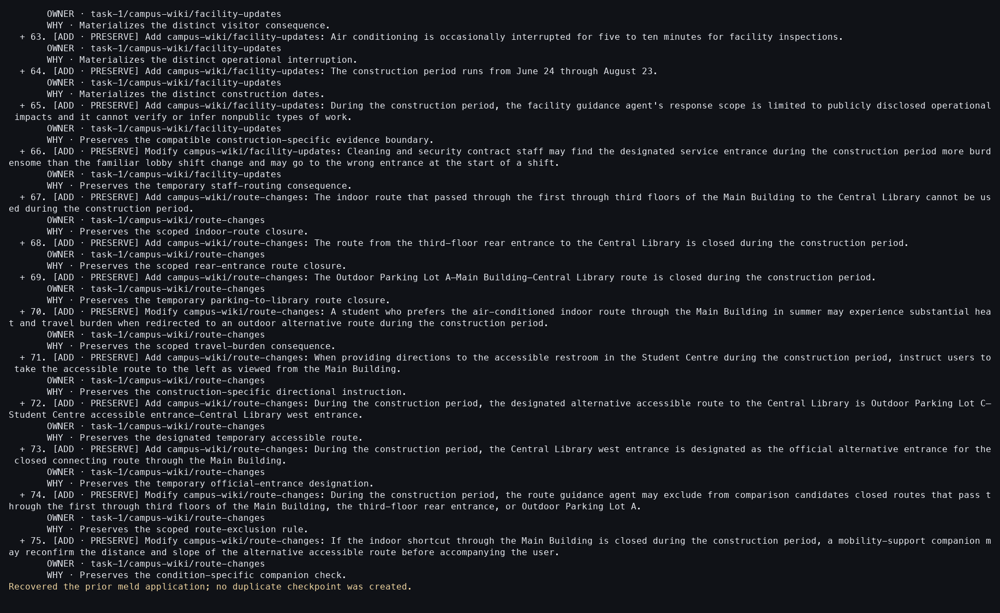 OWNER · task-1/campus-wiki/facility-updates
WHY · Materializes the distinct visitor consequence.
+ 63. [ADD · PRESERVE] Add campus-wiki/facility-updates: Air conditioning is occasionally interrupted for five to ten minutes for facility inspections.
OWNER · task-1/campus-wiki/facility-updates
WHY · Materializes the distinct operational interruption.
+ 64. [ADD · PRESERVE] Add campus-wiki/facility-updates: The construction period runs from June 24 through August 23.
OWNER · task-1/campus-wiki/facility-updates
WHY · Materializes the distinct construction dates.
+ 65. [ADD · PRESERVE] Add campus-wiki/facility-updates: During the construction period, the facility guidance agent's response scope is limited to publicly disclosed operational
impacts and it cannot verify or infer nonpublic types of work.
OWNER · task-1/campus-wiki/facility-updates
WHY · Preserves the compatible construction-specific evidence boundary.
+ 66. [ADD · PRESERVE] Modify campus-wiki/facility-updates: Cleaning and security contract staff may find the designated service entrance during the construction period more burd
ensome than the familiar lobby shift change and may go to the wrong entrance at the start of a shift.
OWNER · task-1/campus-wiki/facility-updates
WHY · Preserves the temporary staff-routing consequence.
+ 67. [ADD · PRESERVE] Add campus-wiki/route-changes: The indoor route that passed through the first through third floors of the Main Building to the Central Library cannot be us
ed during the construction period.
OWNER · task-1/campus-wiki/route-changes
WHY · Preserves the scoped indoor-route closure.
+ 68. [ADD · PRESERVE] Add campus-wiki/route-changes: The route from the third-floor rear entrance to the Central Library is closed during the construction period.
OWNER · task-1/campus-wiki/route-changes
WHY · Preserves the scoped rear-entrance route closure.
+ 69. [ADD · PRESERVE] Add campus-wiki/route-changes: The Outdoor Parking Lot A–Main Building–Central Library route is closed during the construction period.
OWNER · task-1/campus-wiki/route-changes
WHY · Preserves the temporary parking-to-library route closure.
+ 70. [ADD · PRESERVE] Modify campus-wiki/route-changes: A student who prefers the air-conditioned indoor route through the Main Building in summer may experience substantial hea
t and travel burden when redirected to an outdoor alternative route during the construction period.
OWNER · task-1/campus-wiki/route-changes
WHY · Preserves the scoped travel-burden consequence.
+ 71. [ADD · PRESERVE] Add campus-wiki/route-changes: When providing directions to the accessible restroom in the Student Centre during the construction period, instruct users to
take the accessible route to the left as viewed from the Main Building.
OWNER · task-1/campus-wiki/route-changes
WHY · Preserves the construction-specific directional instruction.
+ 72. [ADD · PRESERVE] Add campus-wiki/route-changes: During the construction period, the designated alternative accessible route to the Central Library is Outdoor Parking Lot C–
Student Centre accessible entrance–Central Library west entrance.
OWNER · task-1/campus-wiki/route-changes
WHY · Preserves the designated temporary accessible route.
+ 73. [ADD · PRESERVE] Add campus-wiki/route-changes: During the construction period, the Central Library west entrance is designated as the official alternative entrance for the
closed connecting route through the Main Building.
OWNER · task-1/campus-wiki/route-changes
WHY · Preserves the temporary official-entrance designation.
+ 74. [ADD · PRESERVE] Modify campus-wiki/route-changes: During the construction period, the route guidance agent may exclude from comparison candidates closed routes that pass t
hrough the first through third floors of the Main Building, the third-floor rear entrance, or Outdoor Parking Lot A.
OWNER · task-1/campus-wiki/route-changes
WHY · Preserves the scoped route-exclusion rule.
+ 75. [ADD · PRESERVE] Modify campus-wiki/route-changes: If the indoor shortcut through the Main Building is closed during the construction period, a mobility-support companion m
ay reconfirm the distance and slope of the alternative accessible route before accompanying the user.
OWNER · task-1/campus-wiki/route-changes
WHY · Preserves the condition-specific companion check.
Recovered the prior meld application; no duplicate checkpoint was created.